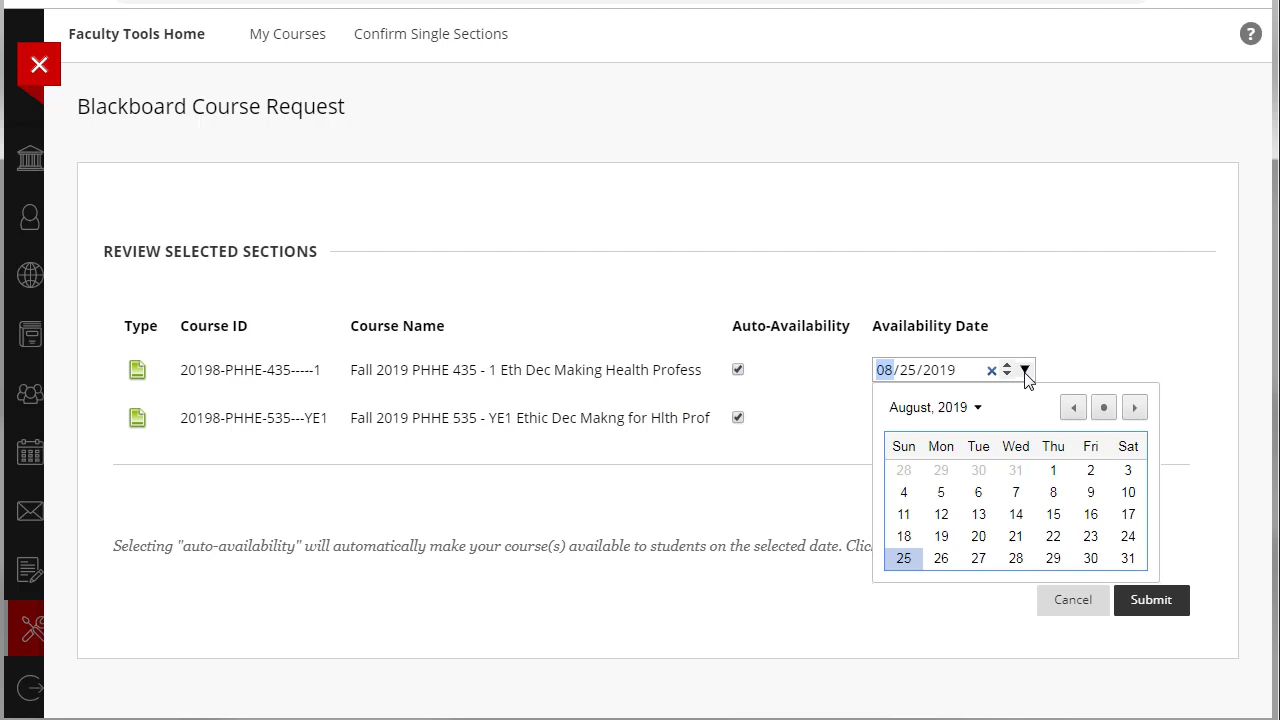 Faculty Tools Home My Courses Confirm Single Sections ?
Blackboard Course Request
REVIEW SELECTED SECTIONS
Type Course ID Course Name Auto-Availability Availability Date
20198-PHHE-435-----1 Fall 2019 PHHE 435 - 1 Eth Dec Making Health Profess 08/25/2019
20198-PHHE-535---YE1 Fall 2019 PHHE 535 - YE1 Ethic Dec Makng for Hlth Prof
August, 2019
Sun Mon Tue Wed Thu Fri Sat
28 29 30 31 1 2 3
4 5 6 7 8 9 10
11 12 13 14 15 16 17
18 19 20 21 22 23 24
25 26 27 28 29 30 31
Selecting "auto-availability" will automatically make your course(s) available to students on the selected date. Clic
Cancel Submit